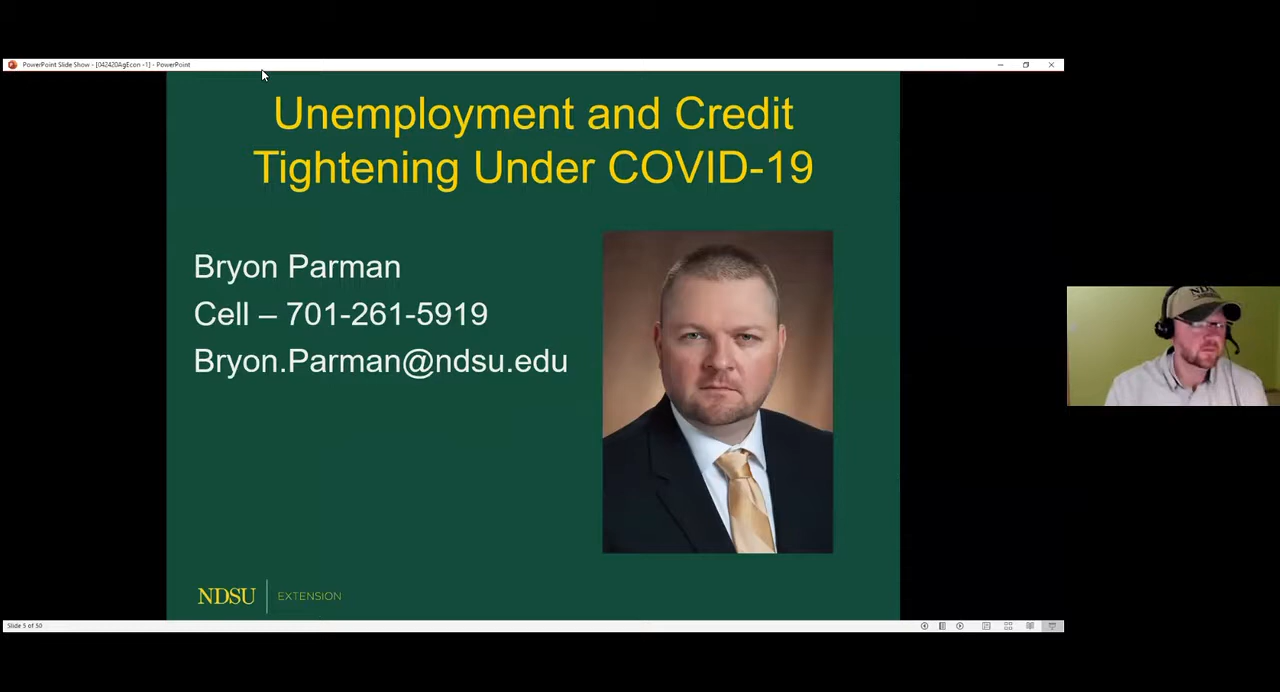 PowerPoint Slide Show - [042420AgEcon -1] - PowerPoint
Unemployment and Credit
Tightening Under COVID-19
Bryon Parman
Cell – 701-261-5919
Bryon.Parman@ndsu.edu
NDSU
EXTENSION
Slide 5 of 50